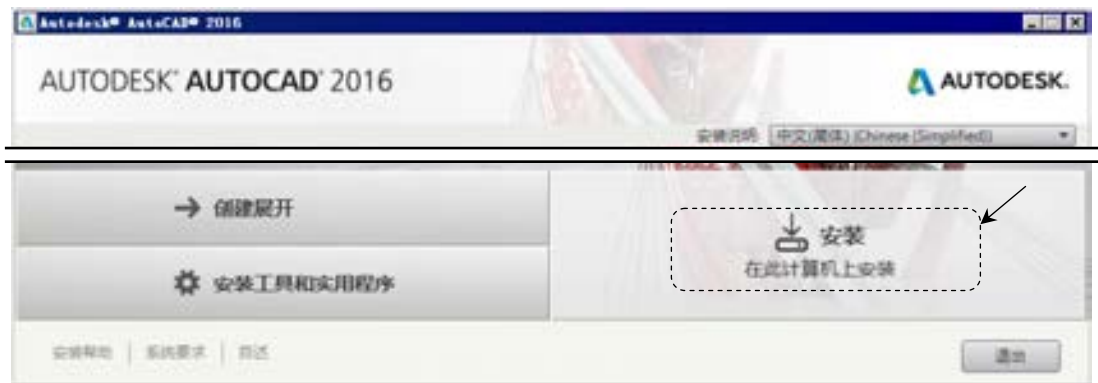 Autodesk® AutoCAD® 2016
AUTODESK® AUTOCAD® 2016
AUTODESK.
安装说明: 中文(简体) (Chinese (Simplified))
创建展开
安装
在此计算机上安装
安装工具和实用程序
安装帮助 | 系统要求 | 自述
退出